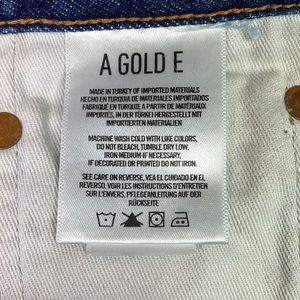 A GOLD E
MADE IN TURKEY OF IMPORTED MATERIALS
HECHO EN TURQUIA DE MATERIALES IMPORTADOS
FABRIQUE EN TURQUIE A PARTIR DE MATERIAUX
IMPORTES, IN DER TÜRKEI HERGESTELLT MIT
IMPORTIERTEN MATERIALIEN
MACHINE WASH COLD WITH LIKE COLORS,
DO NOT BLEACH, TUMBLE DRY LOW,
IRON MEDIUM IF NECESSARY,
IF DECORATED OR PRINTED DO NOT IRON.
SEE CARE ON REVERSE, VEA EL CUIDADO EN EL
REVERSO, VOIR LES INSTRUCTIONS D'ENTRETIEN
SUR L'ENVERS, PFLEGEANLEITUNG AUF DER
RÜCKSEITE